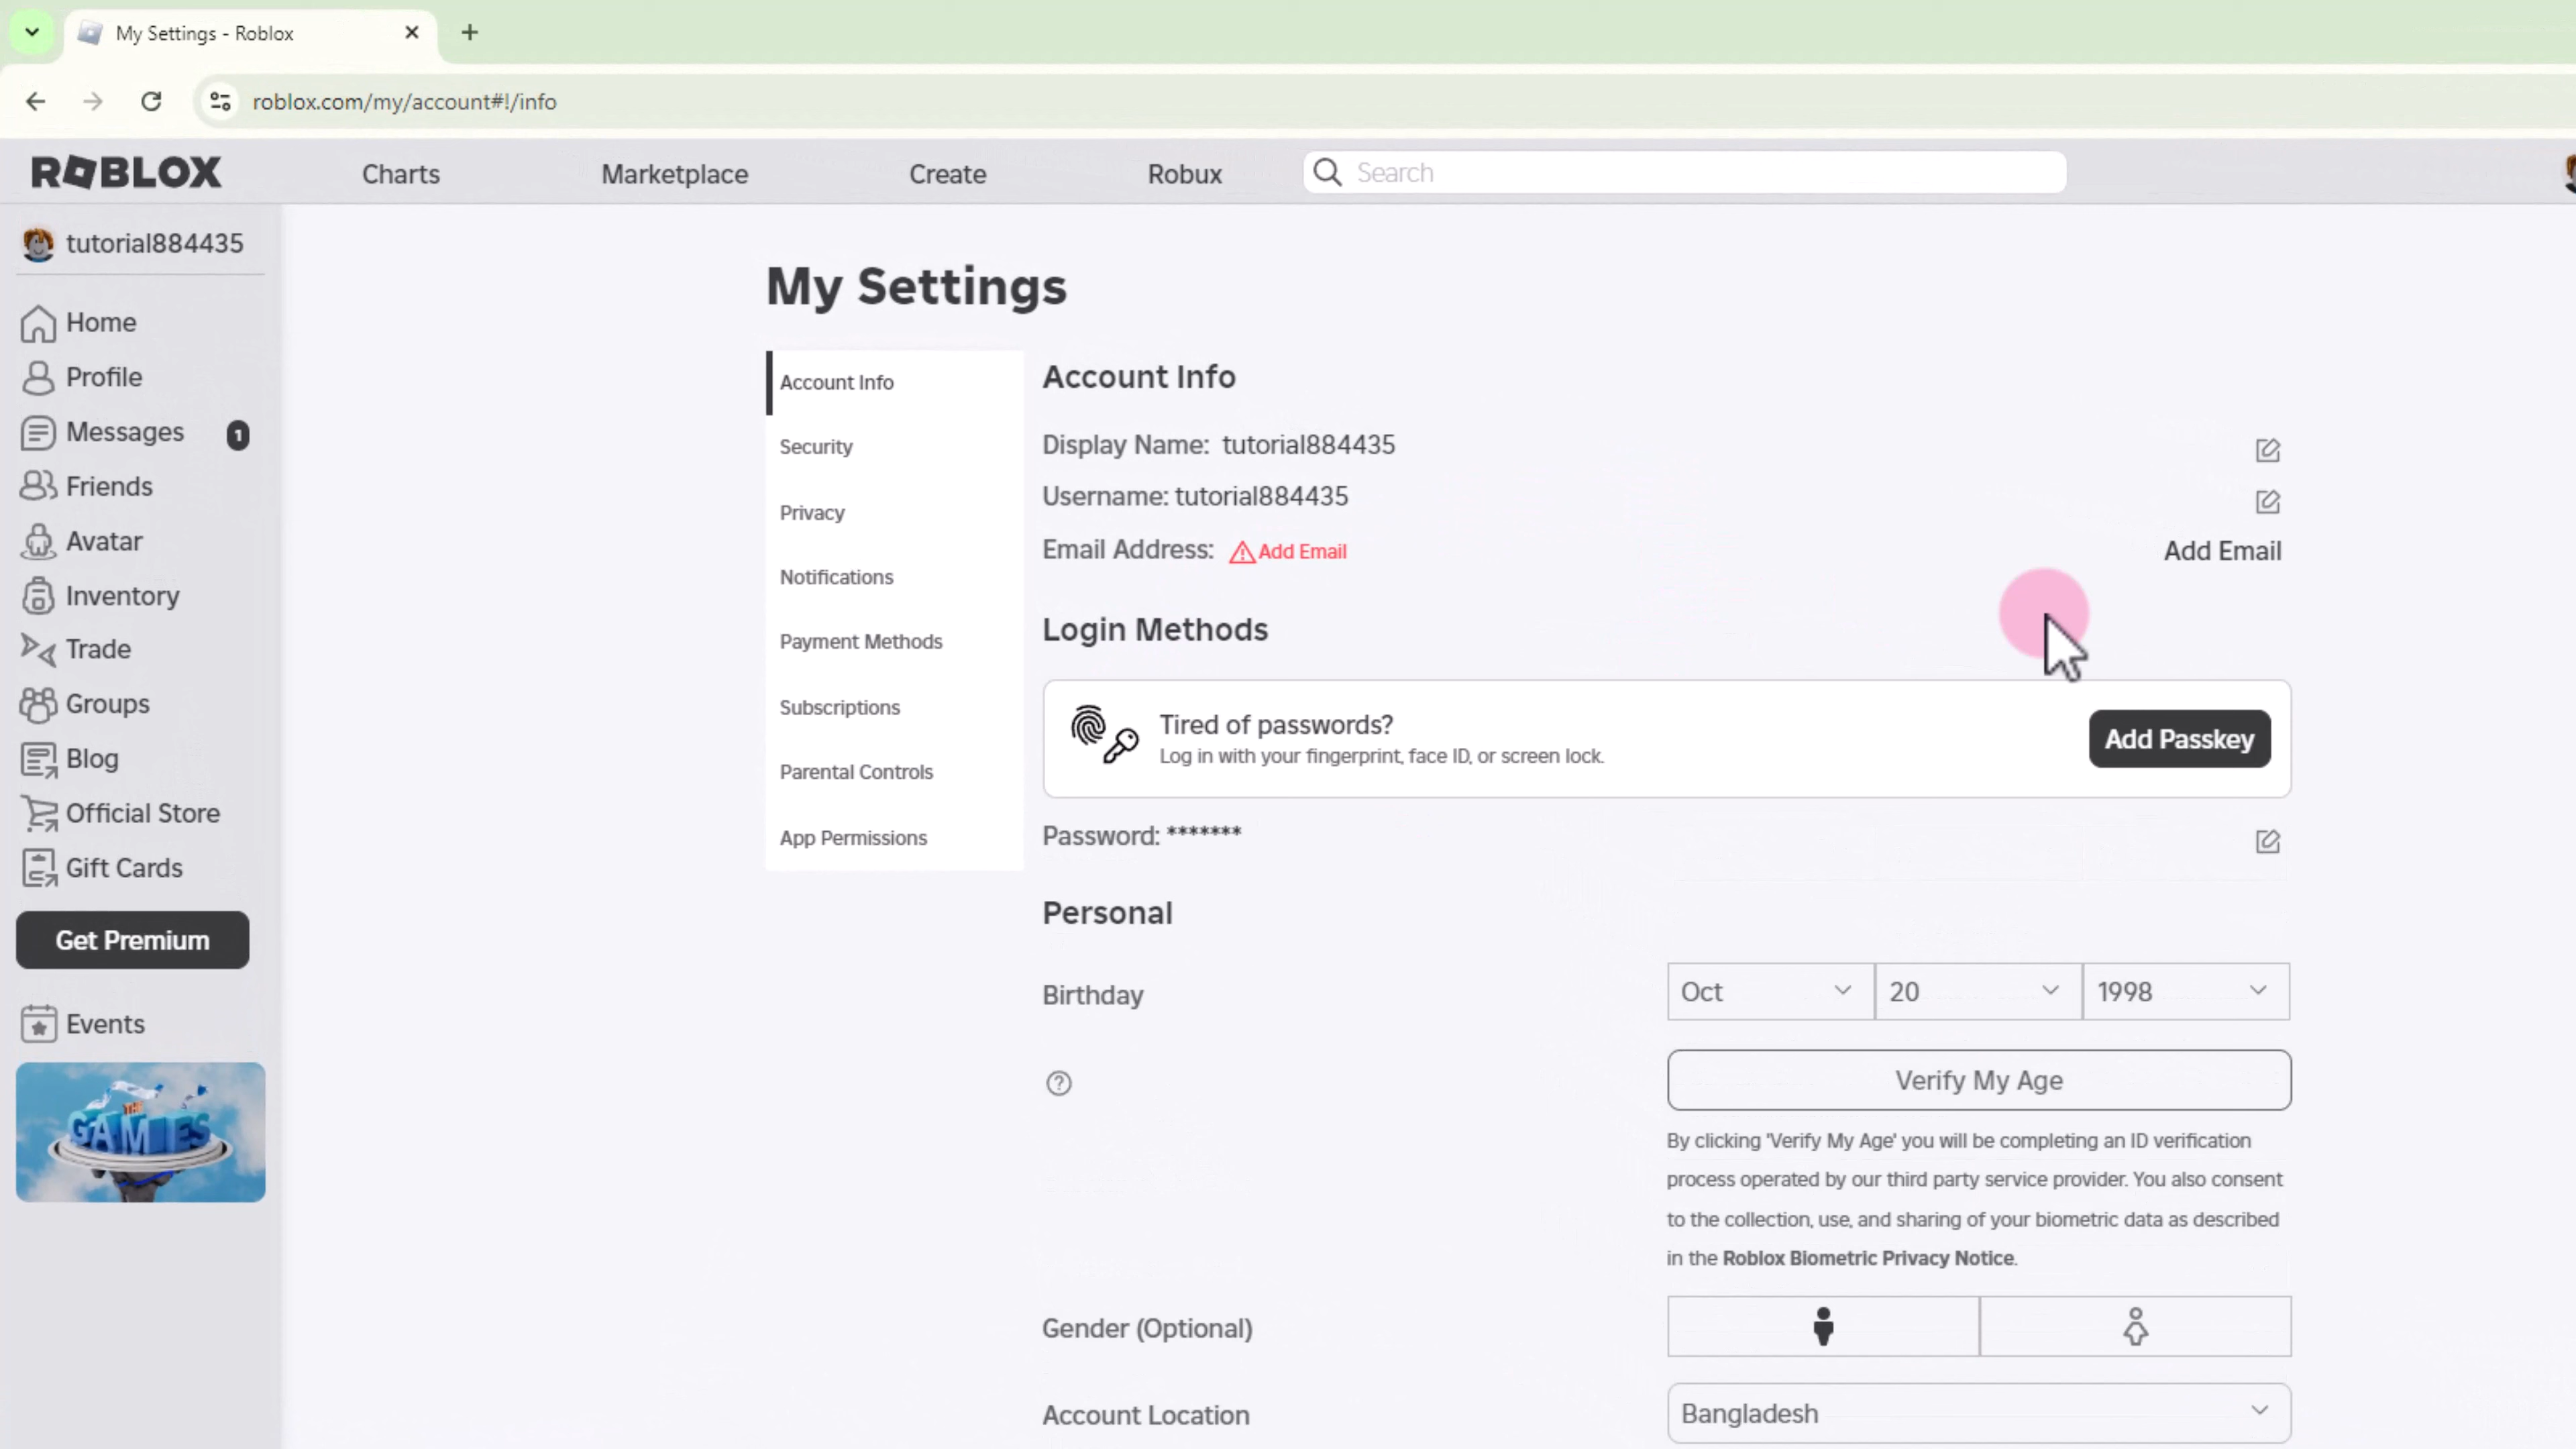 My Settings - Roblox
roblox.com/my/account#!/info
ROBLOX
Charts
Marketplace
Create
Robux
Search
tutorial884435
Home
Profile
Messages 1
Friends
Avatar
Inventory
Trade
Groups
Blog
Official Store
Gift Cards
Get Premium
Events
THE
GAMES
My Settings
Account Info
Security
Privacy
Notifications
Payment Methods
Subscriptions
Parental Controls
App Permissions
Account Info
Display Name: tutorial884435
Username: tutorial884435
Email Address: Add Email
Add Email
Login Methods
Tired of passwords?
Log in with your fingerprint, face ID, or screen lock.
Add Passkey
Password: *******
Personal
Birthday
Oct
20
1998
Verify My Age
By clicking 'Verify My Age' you will be completing an ID verification
process operated by our third party service provider. You also consent
to the collection, use, and sharing of your biometric data as described
in the Roblox Biometric Privacy Notice.
Gender (Optional)
Account Location
Bangladesh